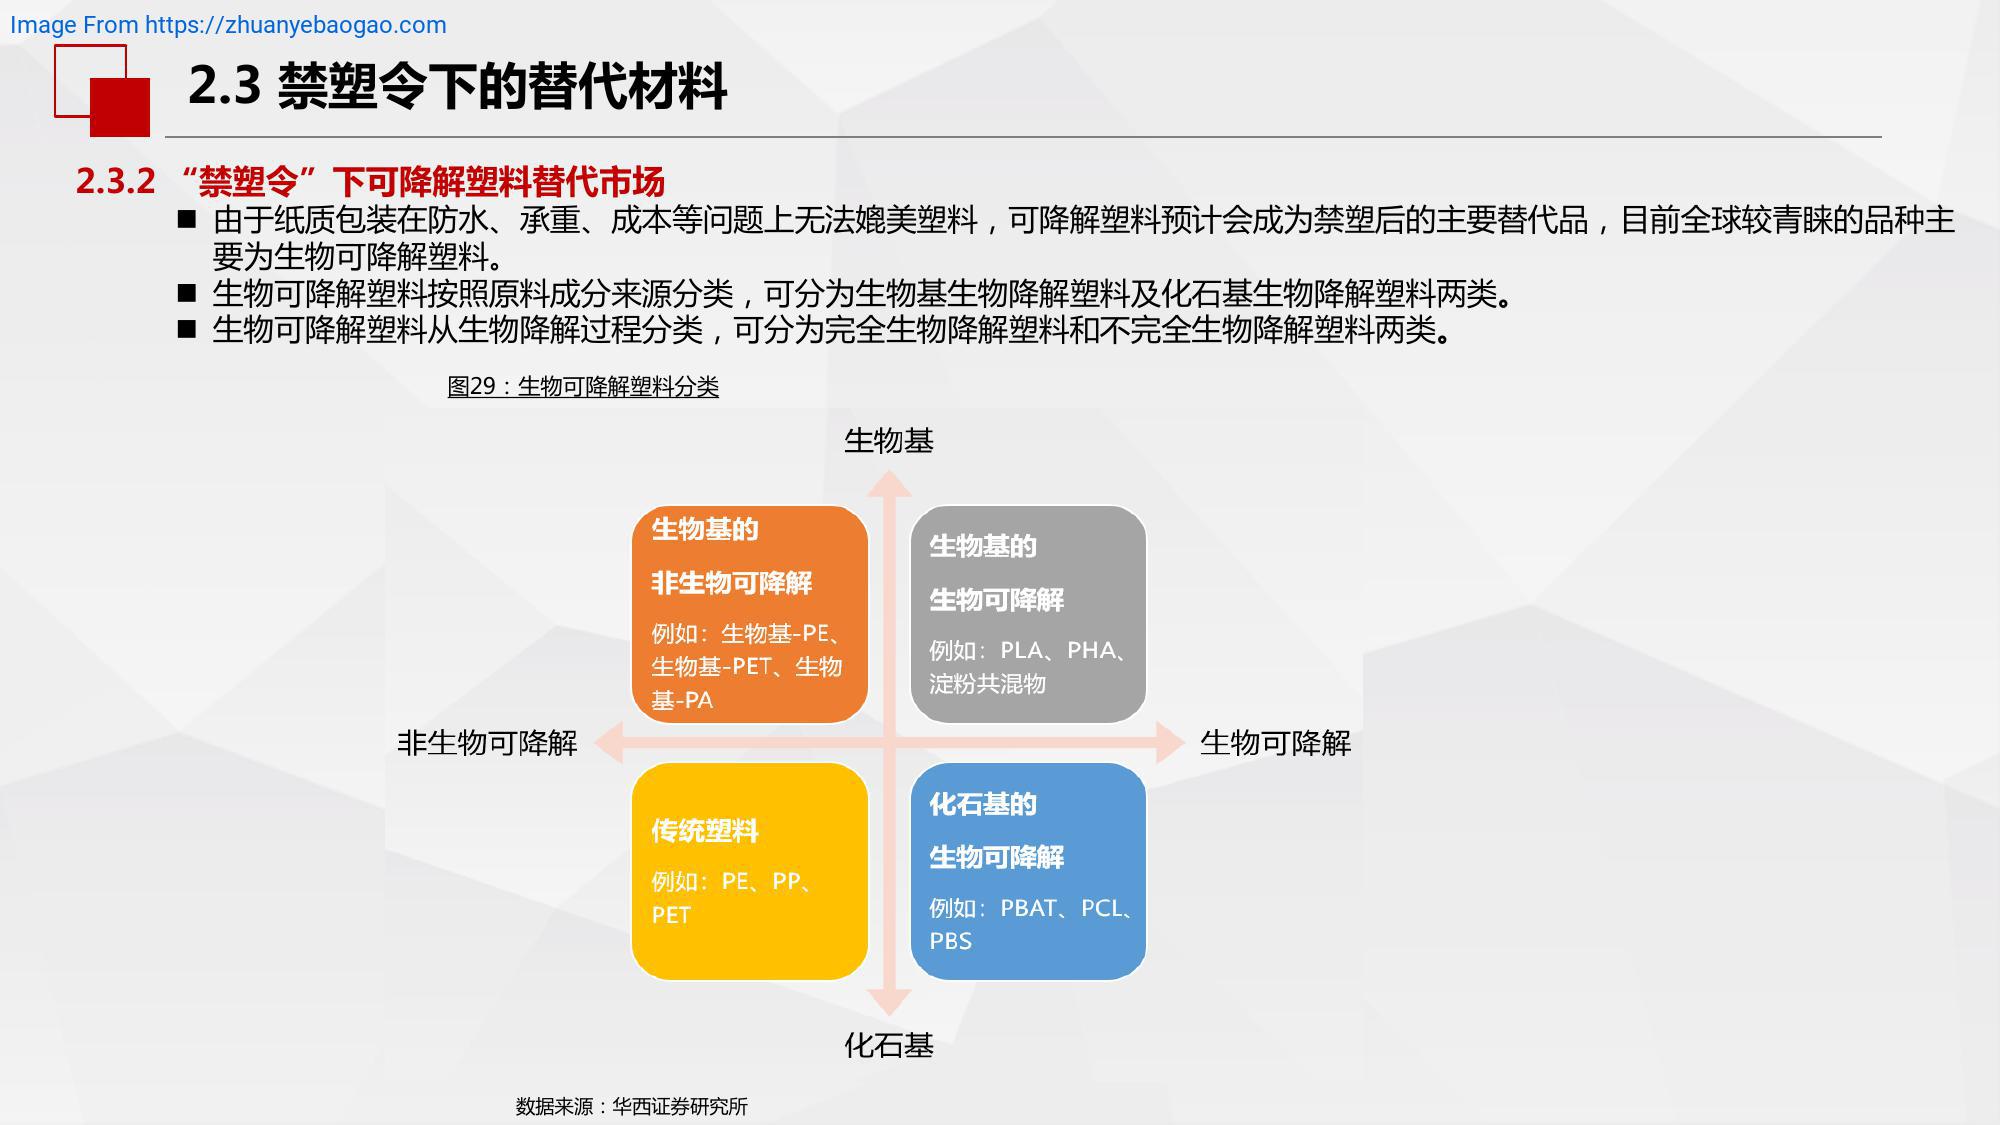 Image From https://zhuanyebaogao.com
2.3 禁塑令下的替代材料
2.3.2 “禁塑令”下可降解塑料替代市场
■ 由于纸质包装在防水、承重、成本等问题上无法媲美塑料，可降解塑料预计会成为禁塑后的主要替代品，目前全球较青睐的品种主
要为生物可降解塑料。
■ 生物可降解塑料按照原料成分来源分类，可分为生物基生物降解塑料及化石基生物降解塑料两类。
■ 生物可降解塑料从生物降解过程分类，可分为完全生物降解塑料和不完全生物降解塑料两类。
图29：生物可降解塑料分类
生物基
生物基的
非生物可降解
例如：生物基-PE、
生物基-PET、生物
基-PA
生物基的
生物可降解
例如：PLA、PHA、
淀粉共混物
非生物可降解
生物可降解
传统塑料
例如：PE、PP、
PET
化石基的
生物可降解
例如：PBAT、PCL、
PBS
化石基
数据来源：华西证券研究所